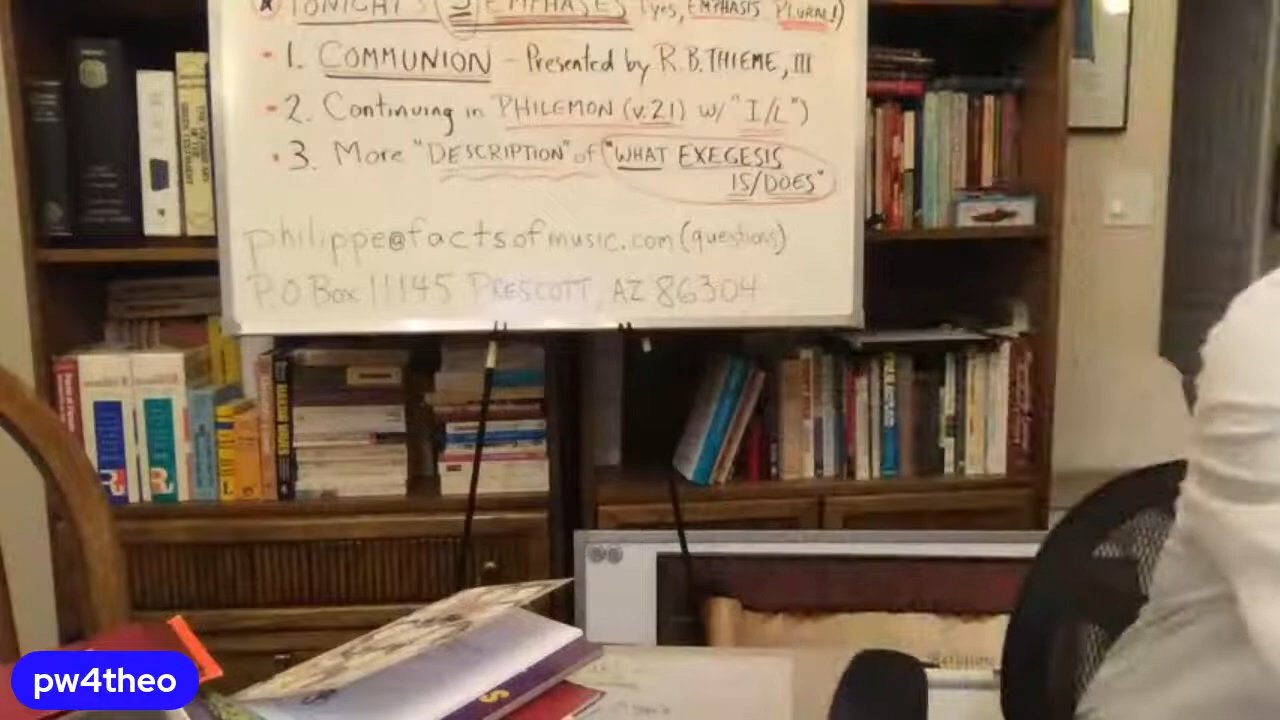 TONIGHT'S 3 EMPHASES (yes, EMPHASIS PLURAL!)
• 1. COMMUNION – Presented by R.B. THIEME, III
• 2. Continuing in "PHILEMON (v.21) w/ "I/L")
• 3. More "DESCRIPTION" of "WHAT EXEGESIS
IS/DOES"
philippe@factsofmusic.com (questions)
P.O Box 11145 PRESCOTT, AZ 86304
pw4theo